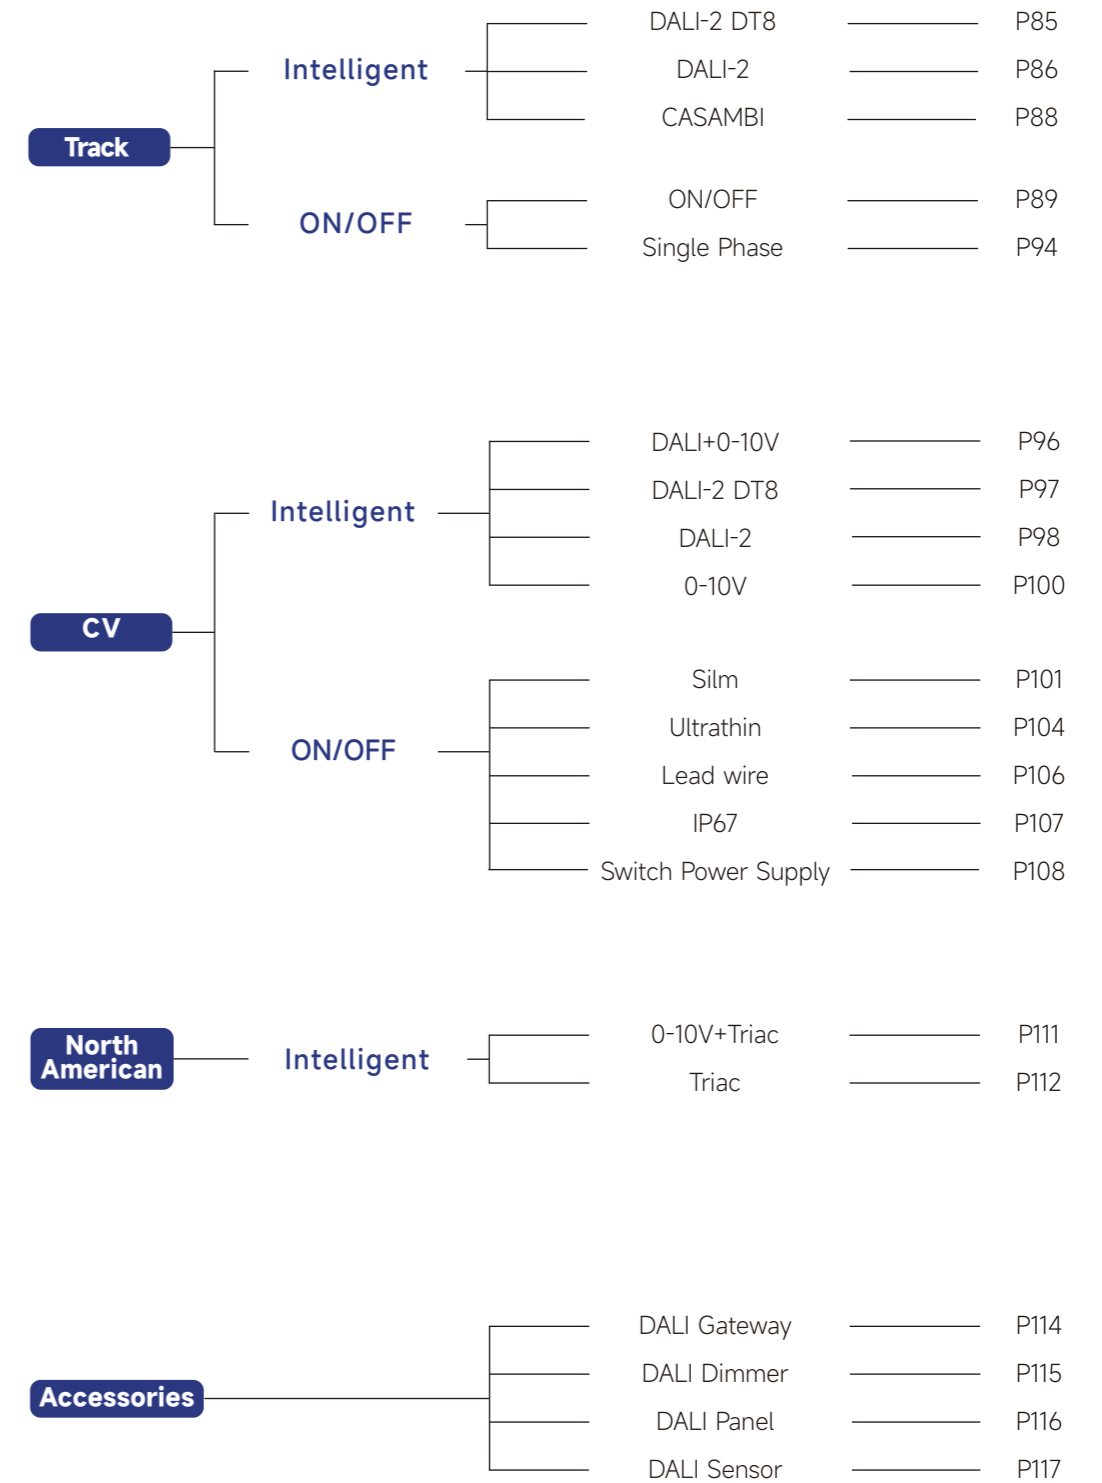 DALI-2 DT8 P85
Intelligent DALI-2 P86
CASAMBI P88
Track
ON/OFF P89
ON/OFF
Single Phase P94
DALI+0-10V P96
DALI-2 DT8 P97
Intelligent
DALI-2 P98
0-10V P100
CV
Silm P101
Ultrathin P104
ON/OFF
Lead wire P106
IP67 P107
Switch Power Supply P108
North
American
Intelligent
0-10V+Triac P111
Triac P112
DALI Gateway P114
DALI Dimmer P115
Accessories
DALI Panel P116
DALI Sensor P117